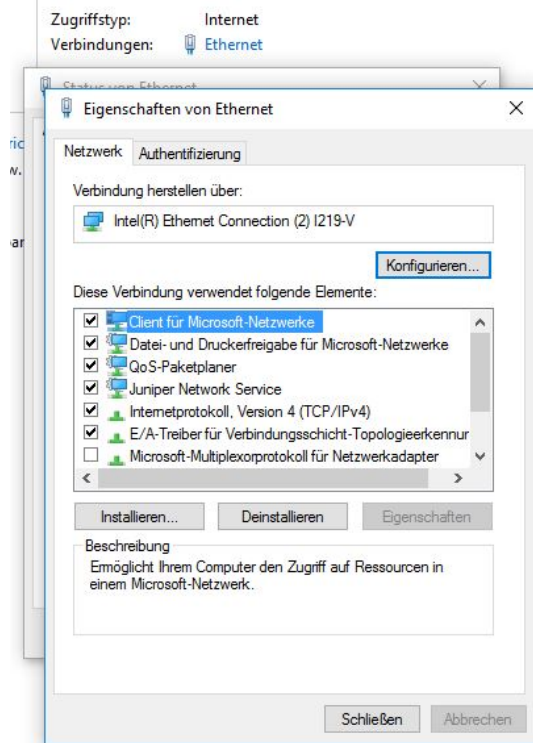 Zugriffstyp: Internet
Verbindungen: Ethernet
Status von Ethernet
Eigenschaften von Ethernet
Netzwerk Authentifizierung
Verbindung herstellen über:
Intel(R) Ethernet Connection (2) I219-V
Konfigurieren...
Diese Verbindung verwendet folgende Elemente:
Client für Microsoft-Netzwerke
Datei- und Druckerfreigabe für Microsoft-Netzwerke
QoS-Paketplaner
Juniper Network Service
Internetprotokoll, Version 4 (TCP/IPv4)
E/A-Treiber für Verbindungsschicht-Topologieerkennur
Microsoft-Multiplexorprotokoll für Netzwerkadapter
Installieren... Deinstallieren Eigenschaften
Beschreibung
Ermöglicht Ihrem Computer den Zugriff auf Ressourcen in
einem Microsoft-Netzwerk.
Schließen Abbrechen